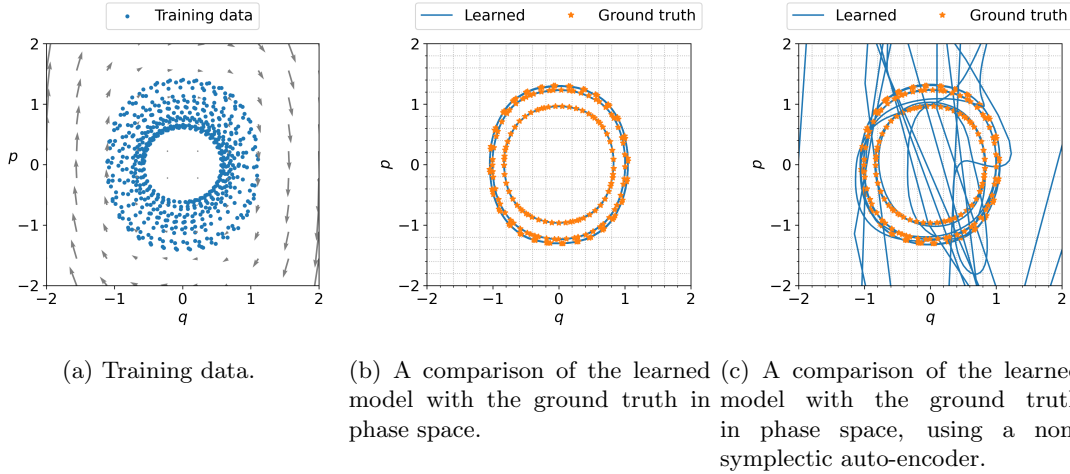 Training data
Learned Ground truth
Learned Ground truth
2
1
0
−1
−2
p
−2 −1 0 1 2
q
2
1
0
−1
−2
p
−2 −1 0 1 2
q
2
1
0
−1
−2
p
−2 −1 0 1 2
q
(a) Training data.
(b) A comparison of the learned
model with the ground truth in
phase space.
(c) A comparison of the learned
model with the ground truth
in phase space, using a non
symplectic auto-encoder.